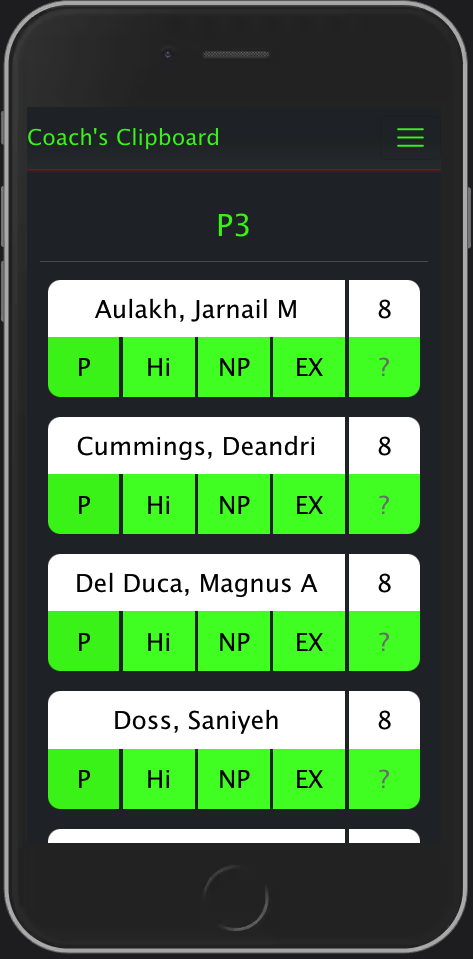 Coach's Clipboard
P3
Aulakh, Jarnail M 8
P Hi NP EX ?
Cummings, Deandri 8
P Hi NP EX ?
Del Duca, Magnus A 8
P Hi NP EX ?
Doss, Saniyeh 8
P Hi NP EX ?